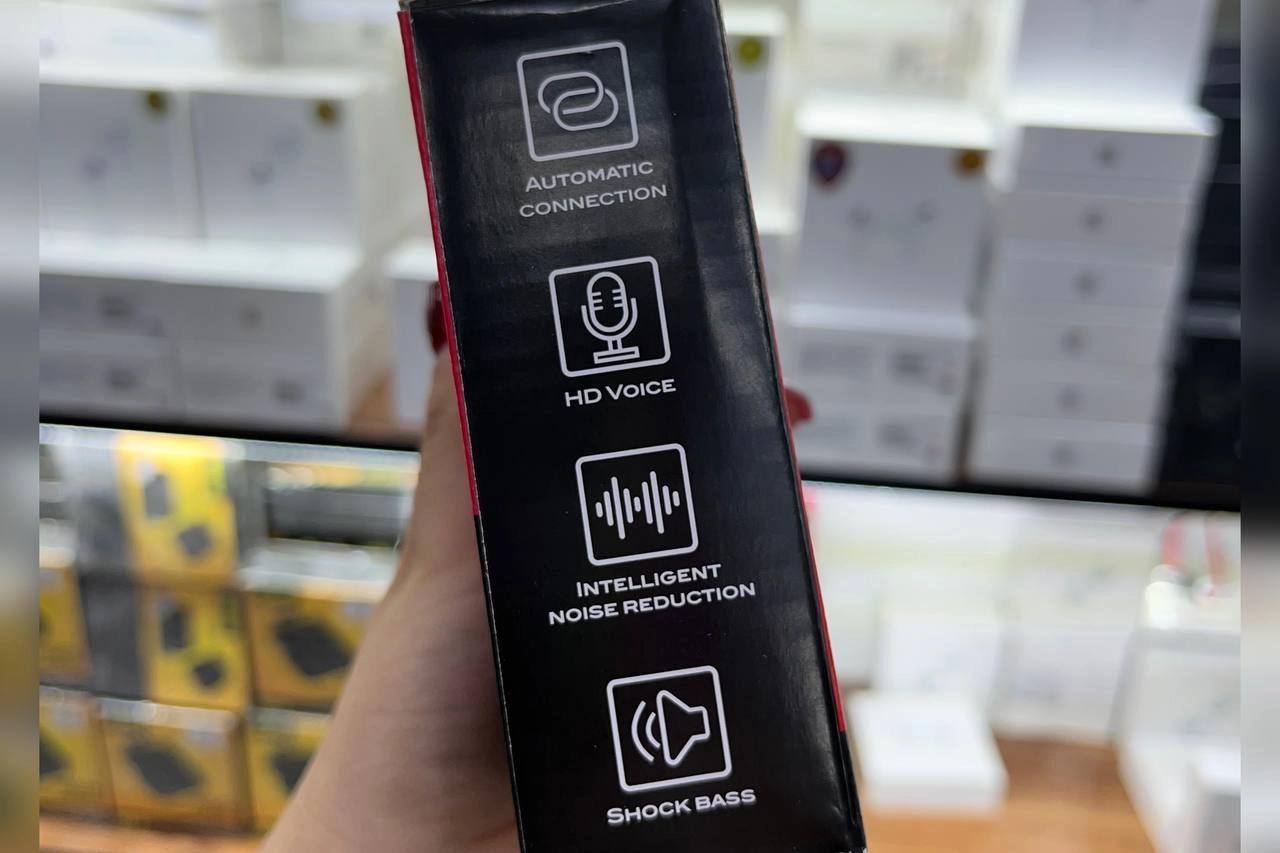 AUTOMATIC
CONNECTION
HD VOICE
INTELLIGENT
NOISE REDUCTION
SHOCK BASS